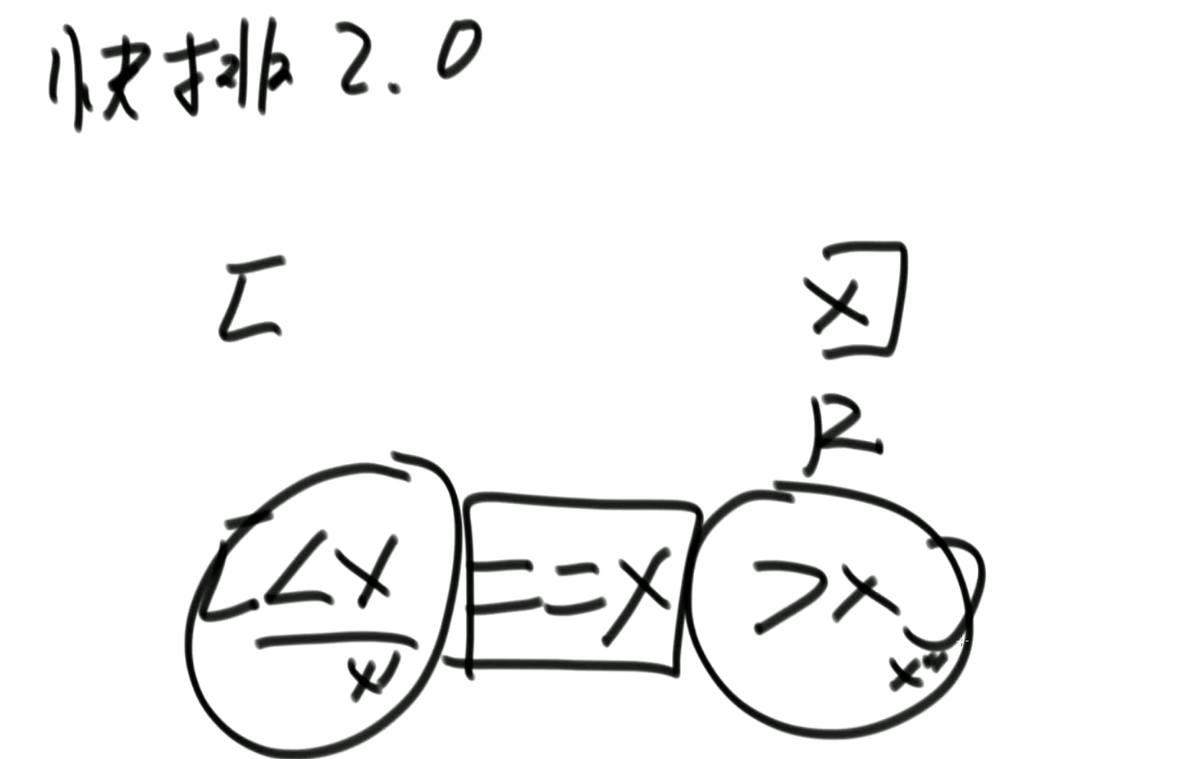 快排 2.0
[ X ]
R
[ <X ==X >X ]
X' X"